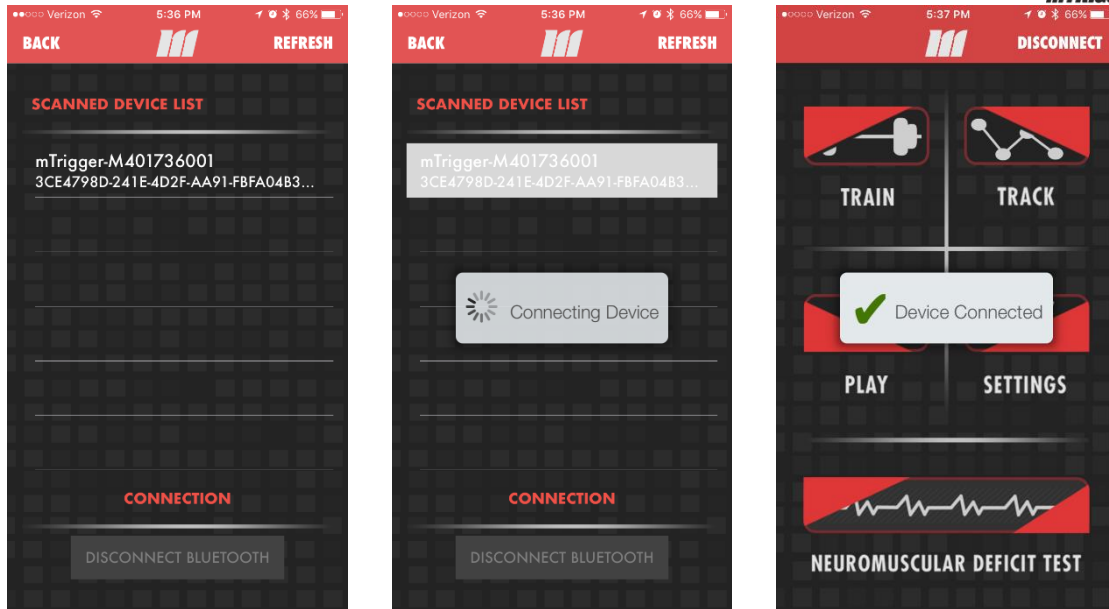 Verizon 5:36 PM 66%
BACK REFRESH
SCANNED DEVICE LIST
mTrigger-M401736001
3CE4798D-241E-4D2F-AA91-FBFA04B3...
CONNECTION
DISCONNECT BLUETOOTH
Verizon 5:36 PM 66%
BACK REFRESH
SCANNED DEVICE LIST
mTrigger-M401736001
3CE4798D-241E-4D2F-AA91-FBFA04B3...
Connecting Device
CONNECTION
DISCONNECT BLUETOOTH
Verizon 5:37 PM 66%
DISCONNECT
TRAIN TRACK
Device Connected
PLAY SETTINGS
NEUROMUSCULAR DEFICIT TEST